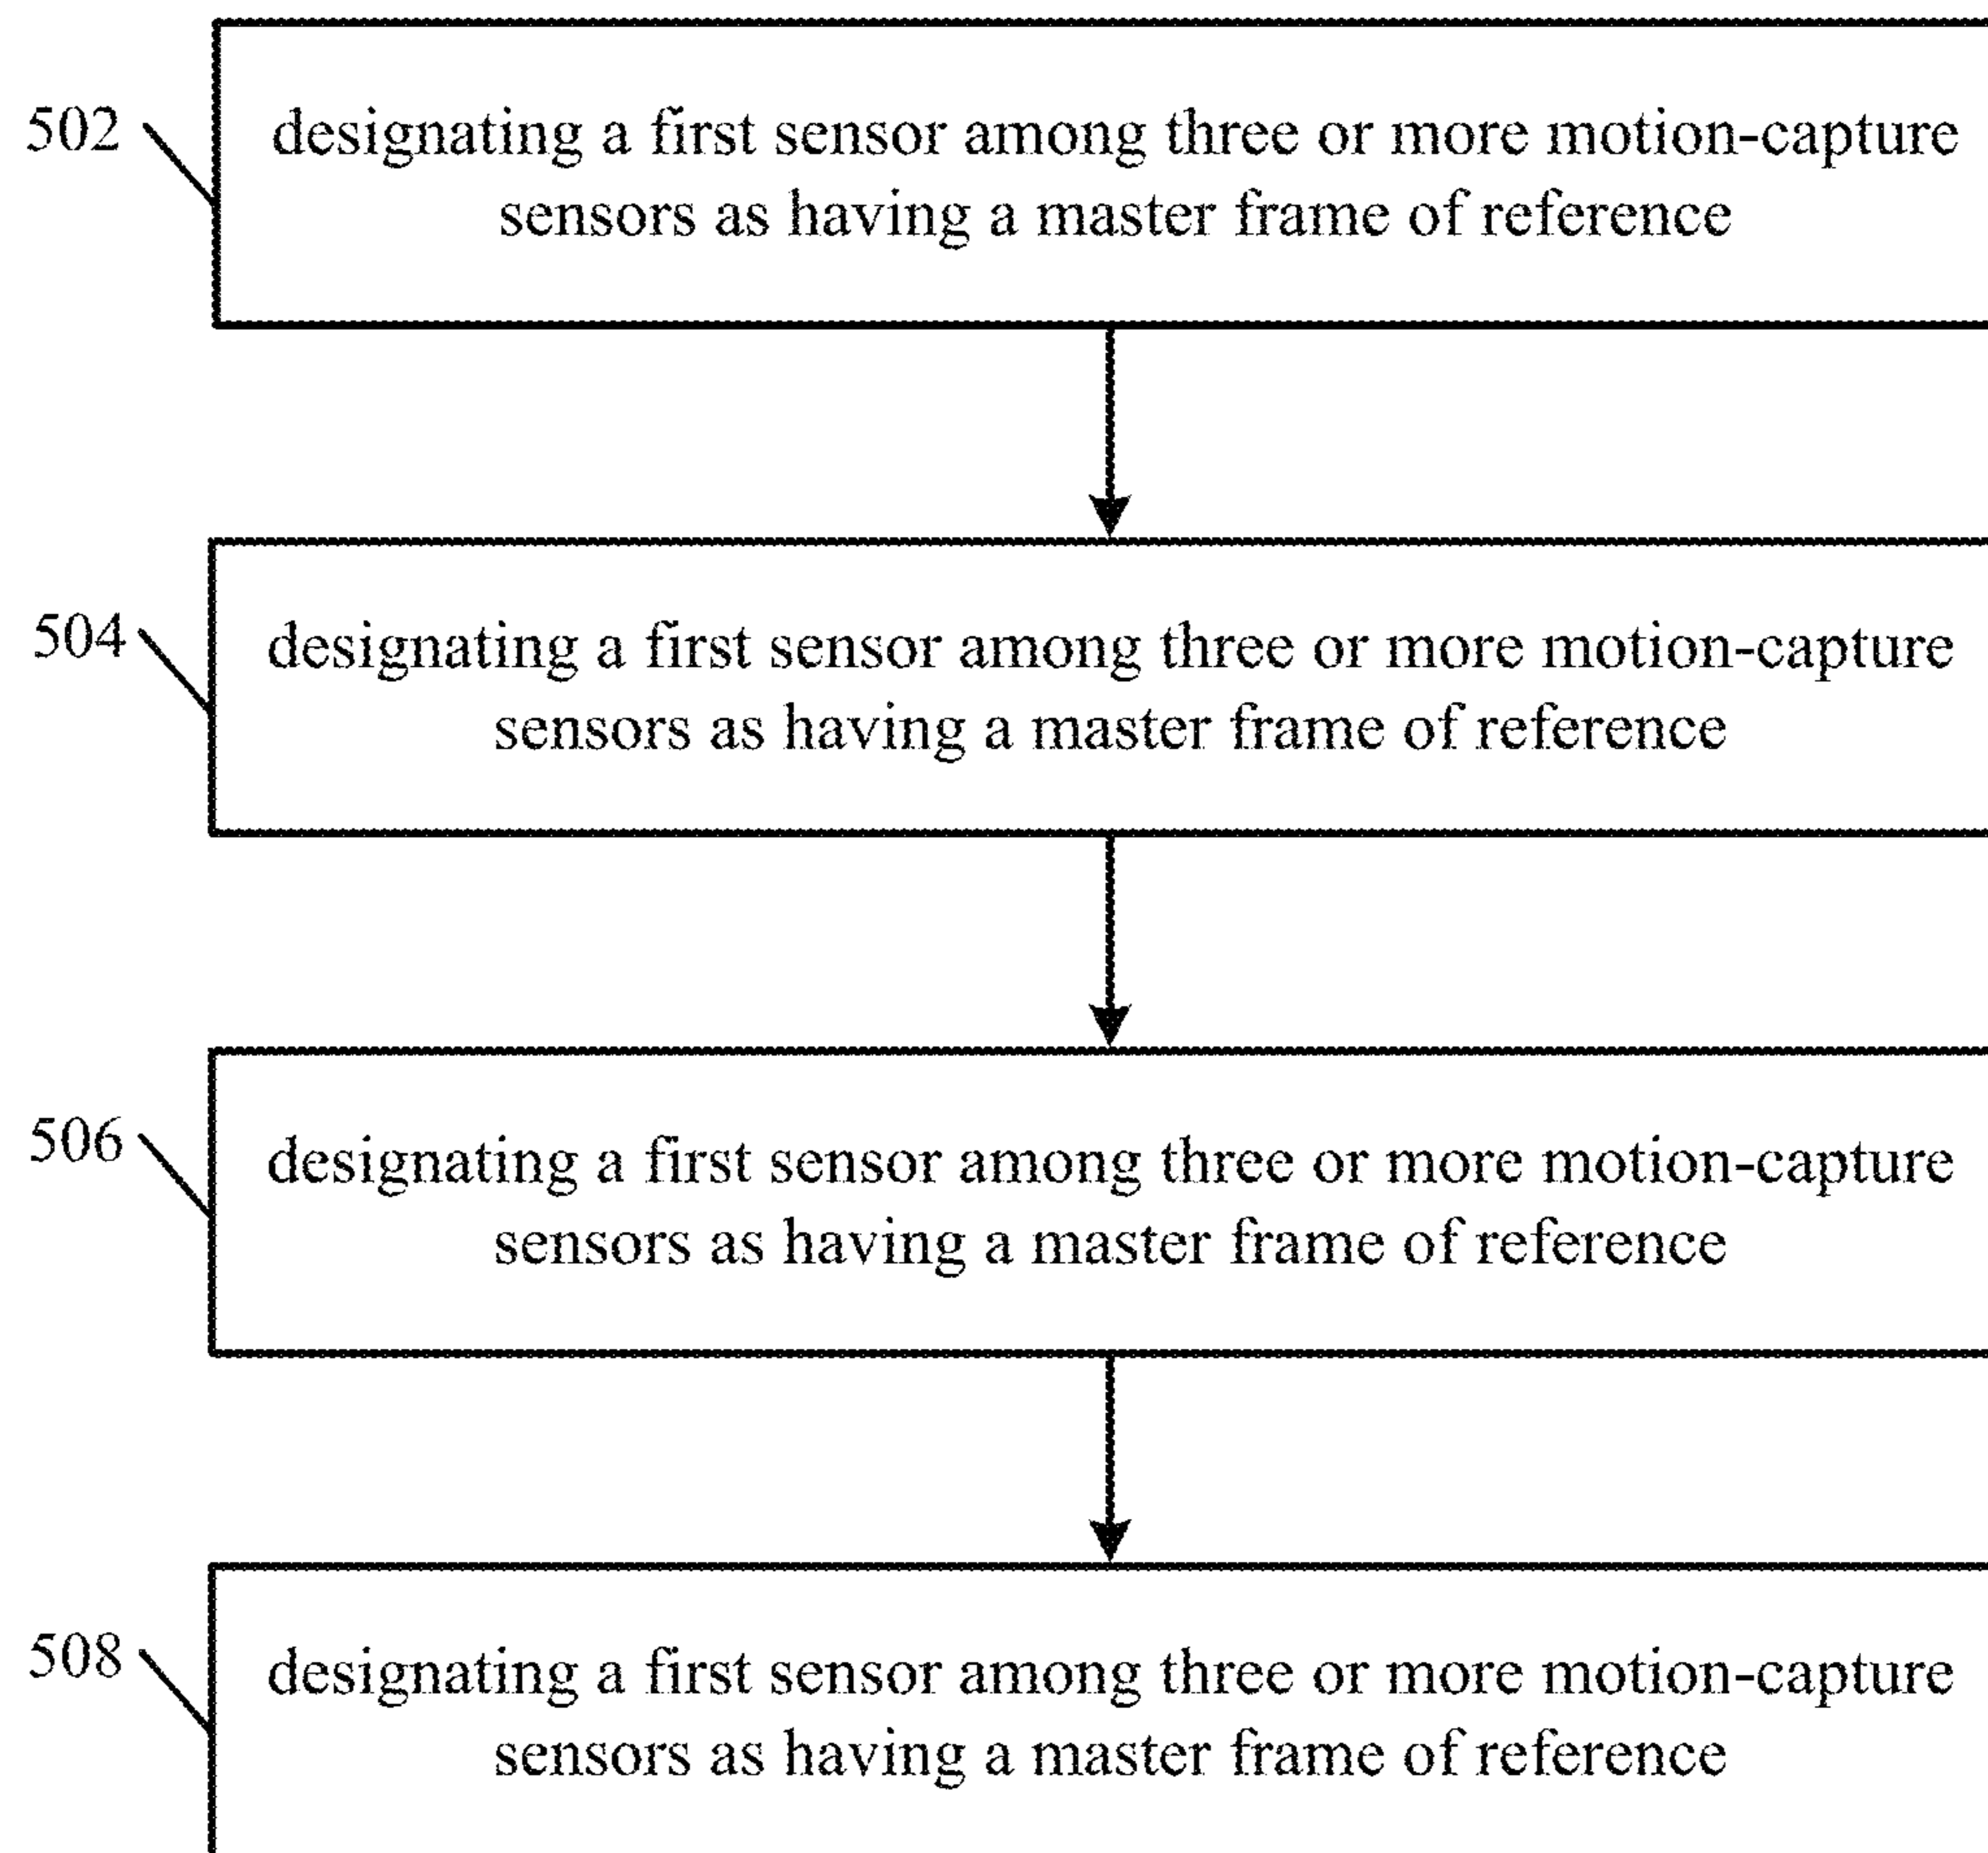 502
designating a first sensor among three or more motion-capture
sensors as having a master frame of reference
504
designating a first sensor among three or more motion-capture
sensors as having a master frame of reference
506
designating a first sensor among three or more motion-capture
sensors as having a master frame of reference
508
designating a first sensor among three or more motion-capture
sensors as having a master frame of reference